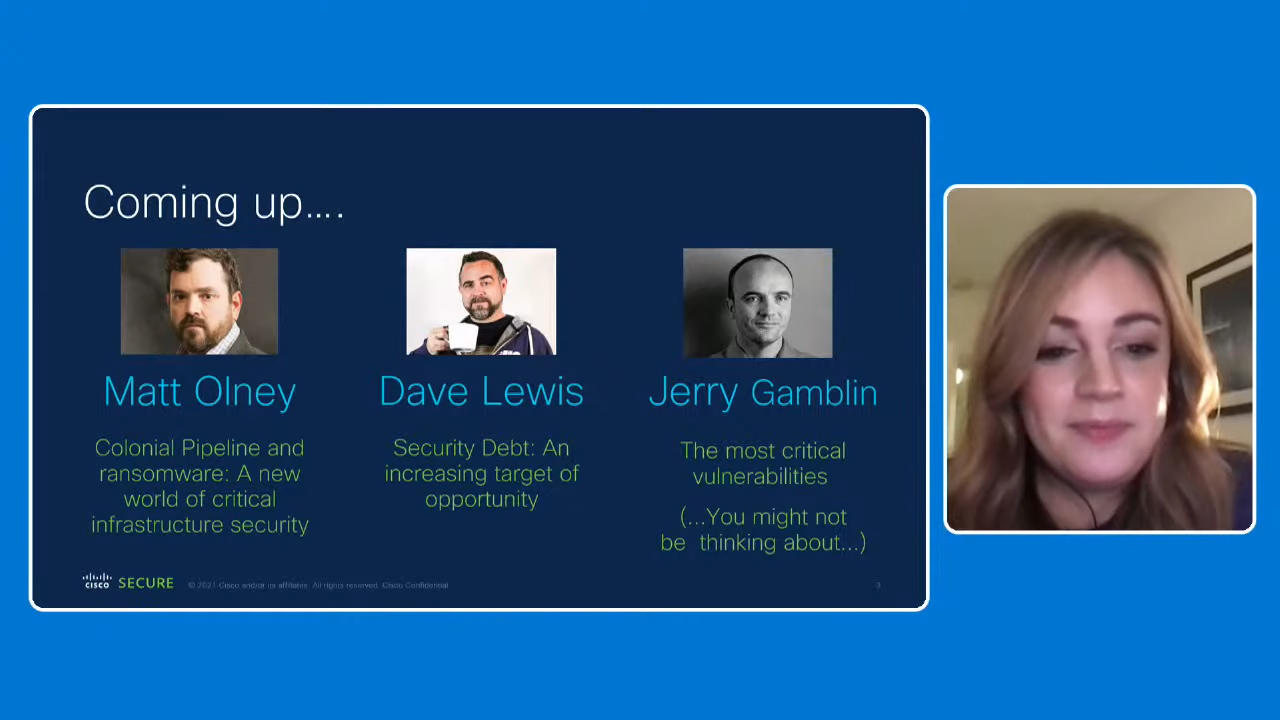 Coming up....
Matt Olney
Dave Lewis
Jerry Gamblin
Colonial Pipeline and
ransomware: A new
world of critical
infrastructure security
Security Debt: An
increasing target of
opportunity
The most critical
vulnerabilities
(...You might not
be thinking about...)
CISCO SECURE © 2021 Cisco and/or its affiliates. All rights reserved. Cisco Confidential 3